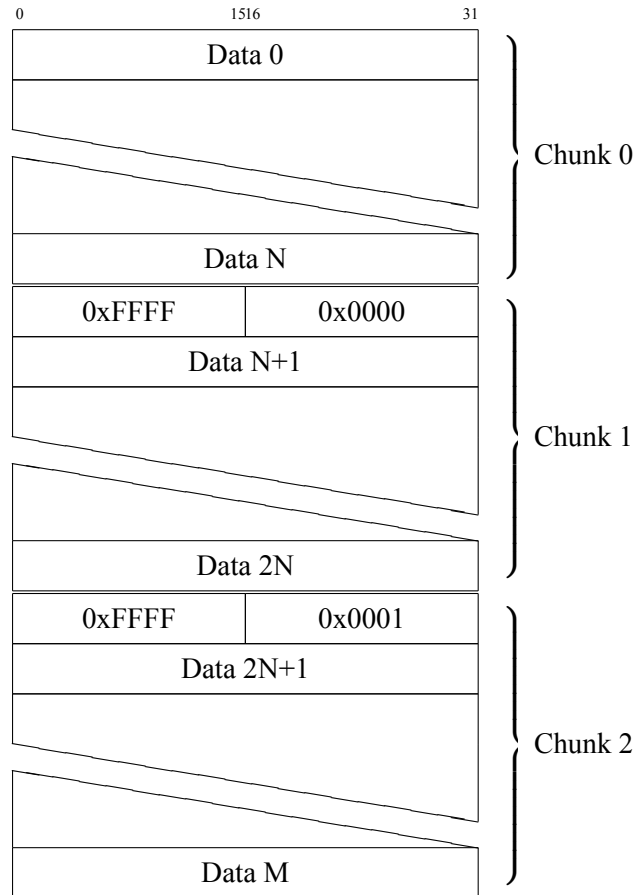 0 1516 31
Data 0
Chunk 0
Data N
0xFFFF 0x0000
Data N+1
Chunk 1
Data 2N
0xFFFF 0x0001
Data 2N+1
Chunk 2
Data M